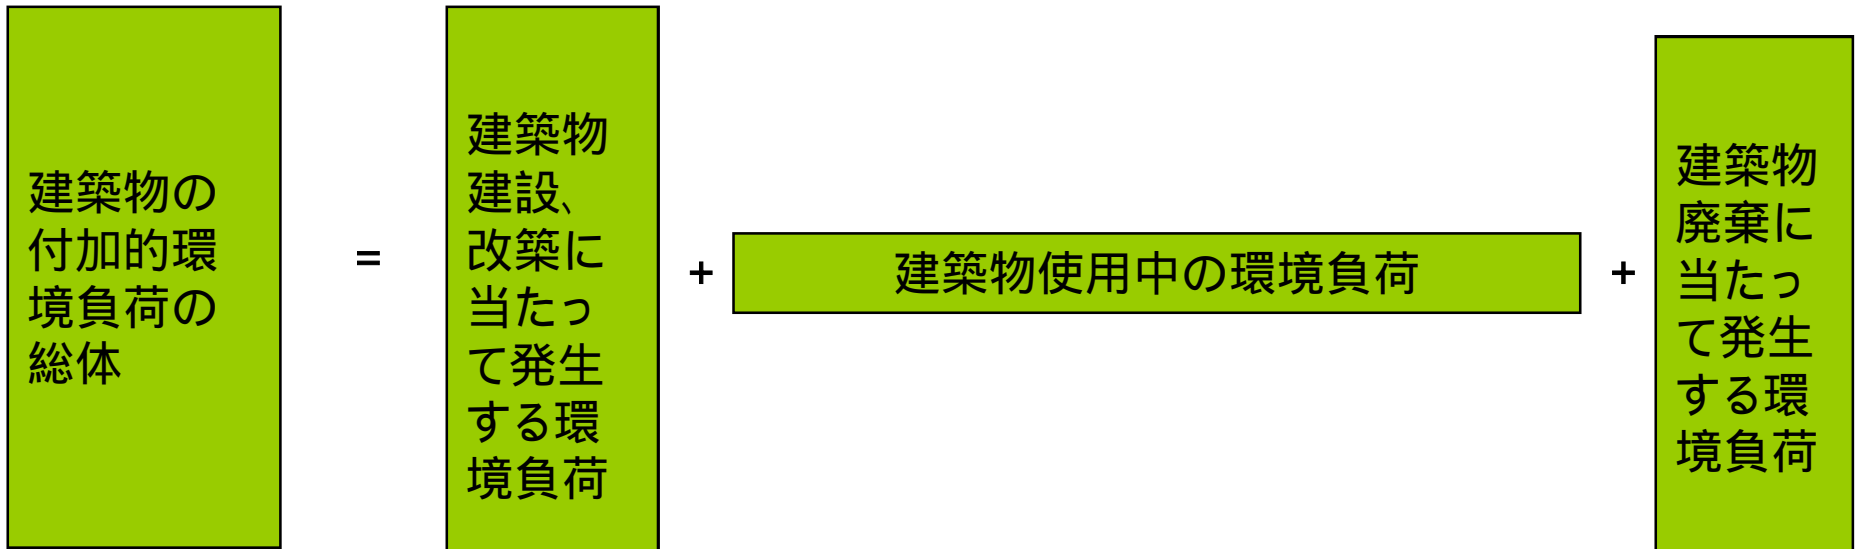 建築物の
付加的環
境負荷の
総体
=
建築物
建設、
改築に
当たっ
て発生
する環
境負荷
+
建築物使用中の環境負荷
+
建築物
廃棄に
当たっ
て発生
する環
境負荷